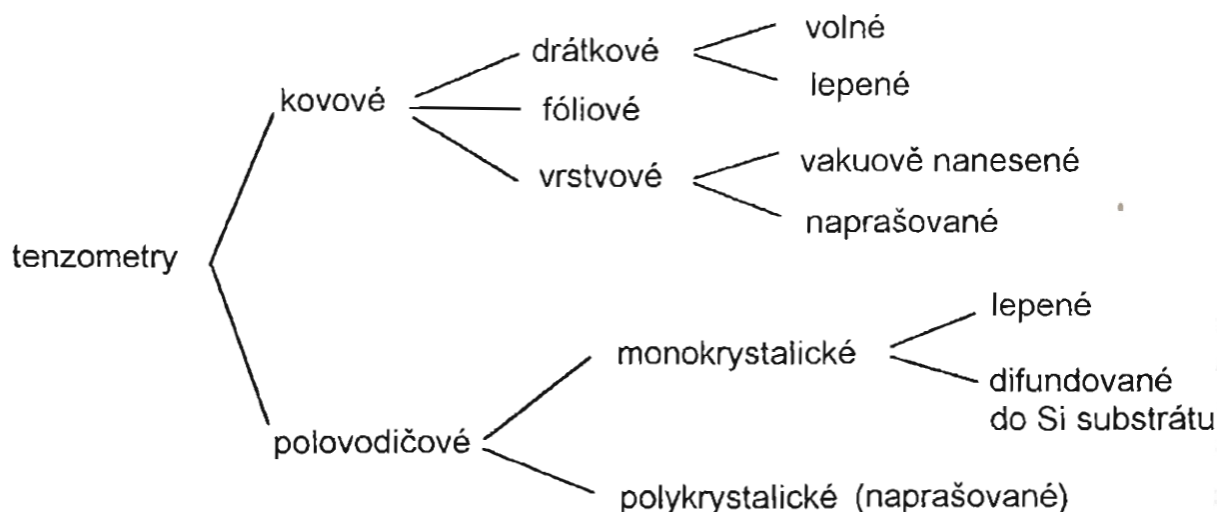 volné
drátkové
lepené
kovové
fóliové
vakuově nanesené
vrstvové
naprašované
tenzometry
lepené
monokrystalické
difundované
do Si substrátu
polovodičové
polykrystalické (naprašované)